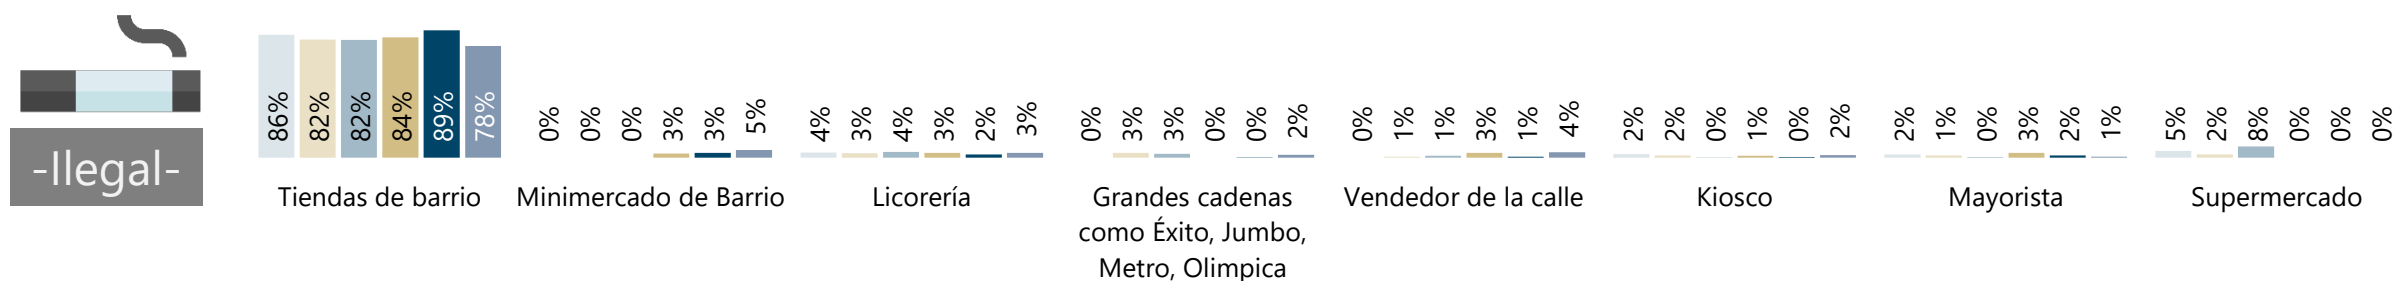 -Ilegal-
86% 82% 82% 84% 89% 78%
0% 0% 0% 3% 3% 5%
4% 3% 4% 3% 2% 3%
0% 3% 3% 0% 0% 2%
0% 1% 1% 3% 1% 4%
2% 2% 0% 1% 0% 2%
2% 1% 0% 3% 2% 1%
5% 2% 8% 0% 0% 0%
Tiendas de barrio
Minimercado de Barrio
Licorería
Grandes cadenas
como Éxito, Jumbo,
Metro, Olimpica
Vendedor de la calle
Kiosco
Mayorista
Supermercado